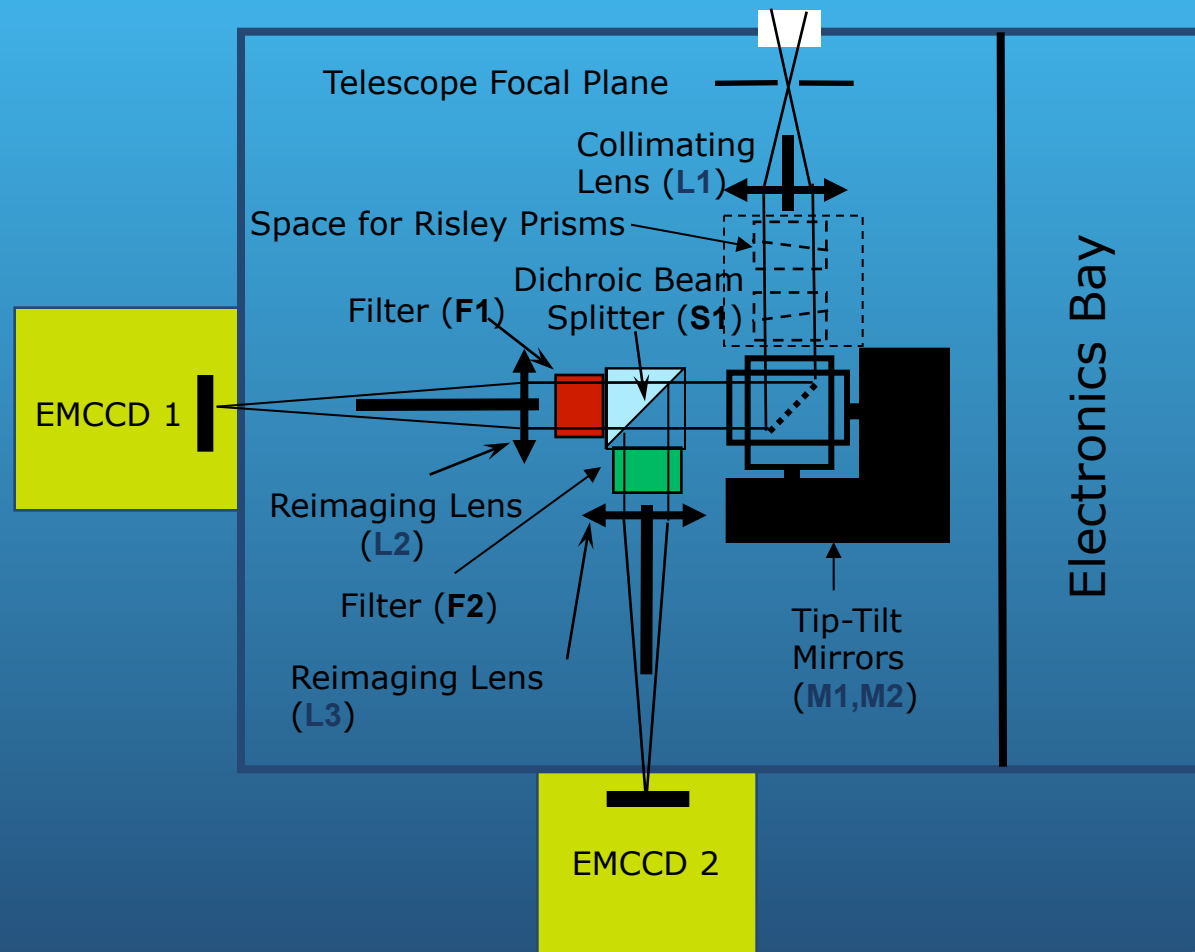 Telescope Focal Plane
Collimating
Lens (L1)
Space for Risley Prisms
Dichroic Beam
Splitter (S1)
Filter (F1)
EMCCD 1
Reimaging Lens
(L2)
Filter (F2)
Reimaging Lens
(L3)
Tip-Tilt
Mirrors
(M1,M2)
EMCCD 2
Electronics Bay